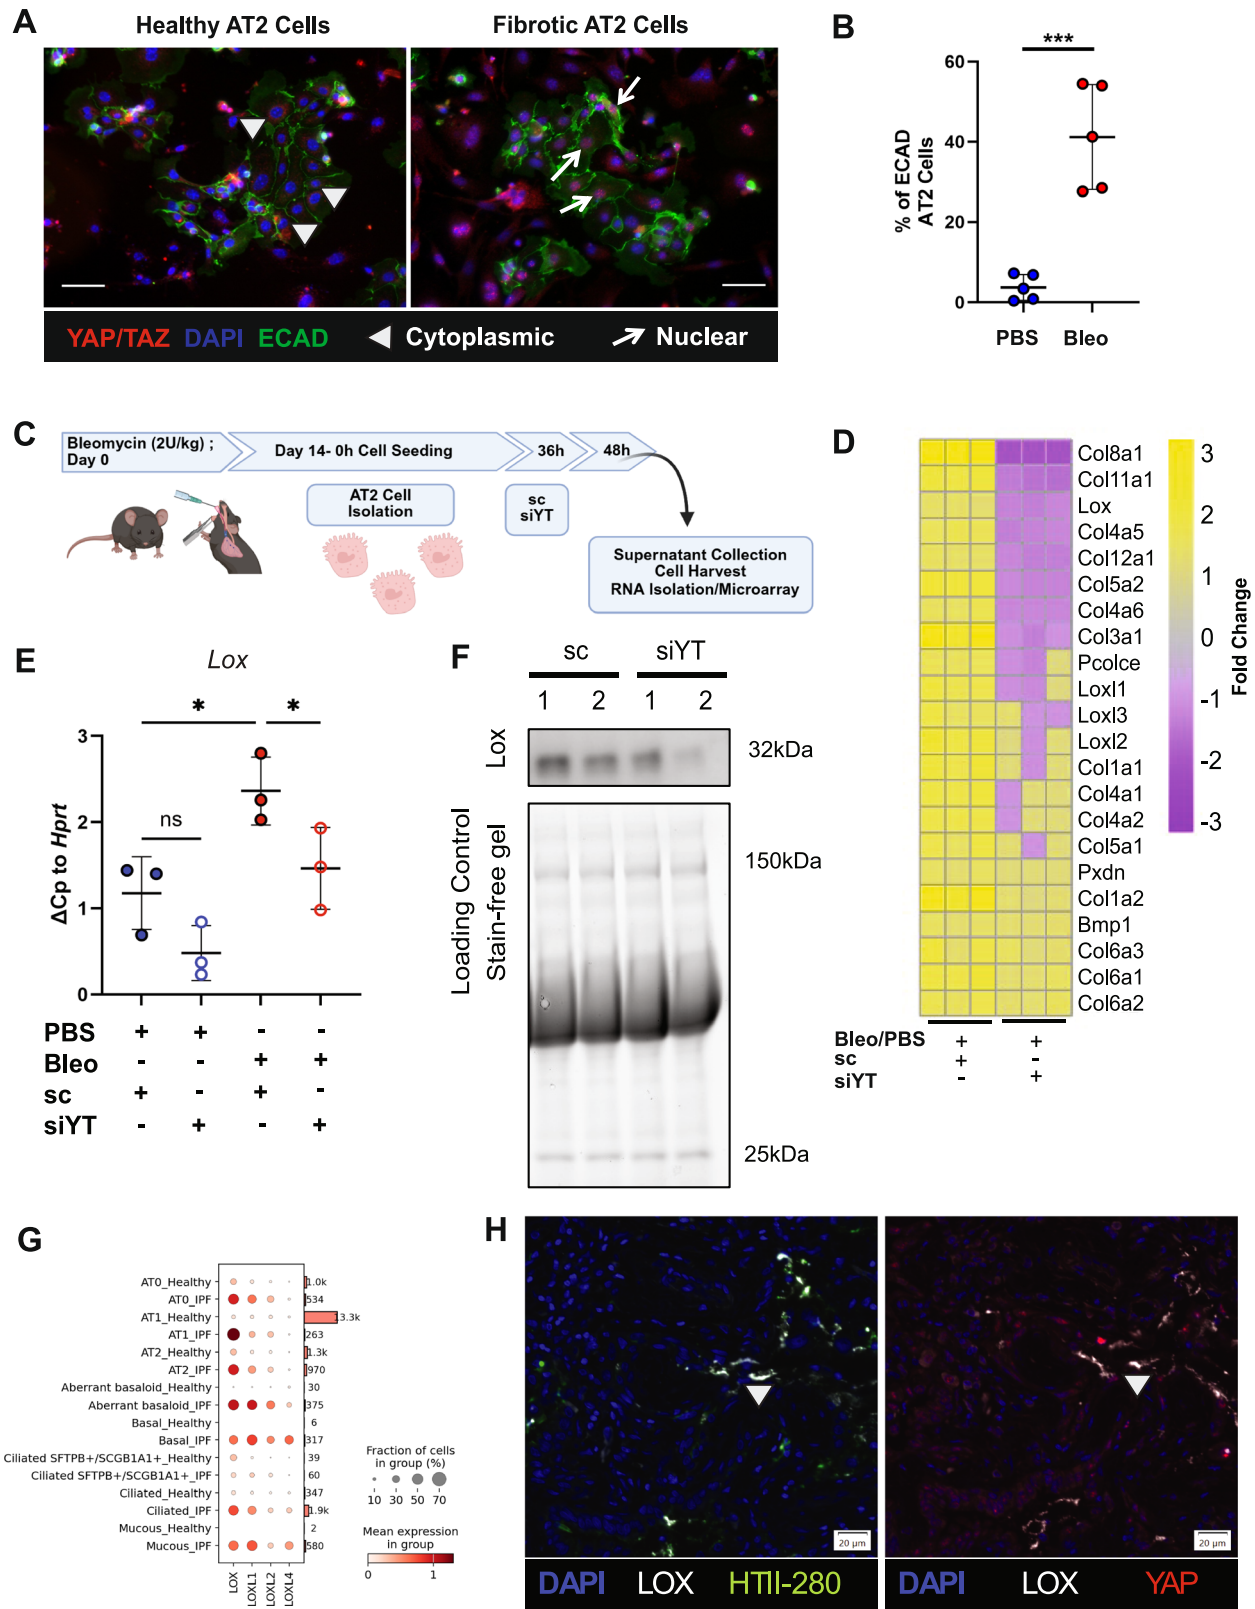 A
Healthy AT2 Cells
Fibrotic AT2 Cells
YAP/TAZ DAPI ECAD Cytoplasmic Nuclear
B
***
% of ECAD
AT2 Cells
60
40
20
0
PBS Bleo
C
Bleomycin (2U/kg) ;
Day 0
Day 14- 0h Cell Seeding
36h
48h
AT2 Cell
Isolation
sc
siYT
Supernatant Collection
Cell Harvest
RNA Isolation/Microarray
D
Col8a1
Col11a1
Lox
Col4a5
Col12a1
Col5a2
Col4a6
Col3a1
Pcolce
Loxl1
Loxl3
Loxl2
Col1a1
Col4a1
Col4a2
Col5a1
Pxdn
Col1a2
Bmp1
Col6a3
Col6a1
Col6a2
3
2
1
0
-1
-2
-3
Fold Change
Bleo/PBS + +
sc + -
siYT - +
E
Lox
* *
ns
ΔCp to Hprt
3
2
1
0
PBS + + - -
Bleo - - + +
sc + - + -
siYT - + - +
F
sc siYT
1 2 1 2
Lox
32kDa
Loading Control
Stain-free gel
150kDa
25kDa
G
AT0_Healthy 1.0k
AT0_IPF 534
AT1_Healthy 13.3k
AT1_IPF 263
AT2_Healthy 1.3k
AT2_IPF 970
Aberrant basaloid_Healthy 30
Aberrant basaloid_IPF 375
Basal_Healthy 6
Basal_IPF 317
Ciliated SFTPB+/SCGB1A1+_Healthy 39
Ciliated SFTPB+/SCGB1A1+_IPF 60
Ciliated_Healthy 347
Ciliated_IPF 1.9k
Mucous_Healthy 2
Mucous_IPF 580
LOX
LOXL1
LOXL2
LOXL4
Fraction of cells
in group (%)
10 30 50 70
Mean expression
in group
0 1
H
20 µm
20 µm
DAPI LOX HTII-280
DAPI LOX YAP